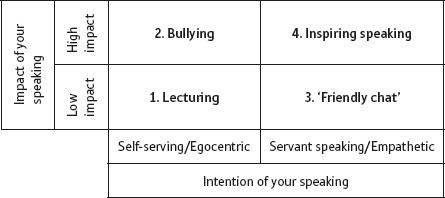 Impact of your
speaking
High
impact
2. Bullying
4. Inspiring speaking
Low
impact
1. Lecturing
3. ‘Friendly chat’
Self-serving/Egocentric
Servant speaking/Empathetic
Intention of your speaking